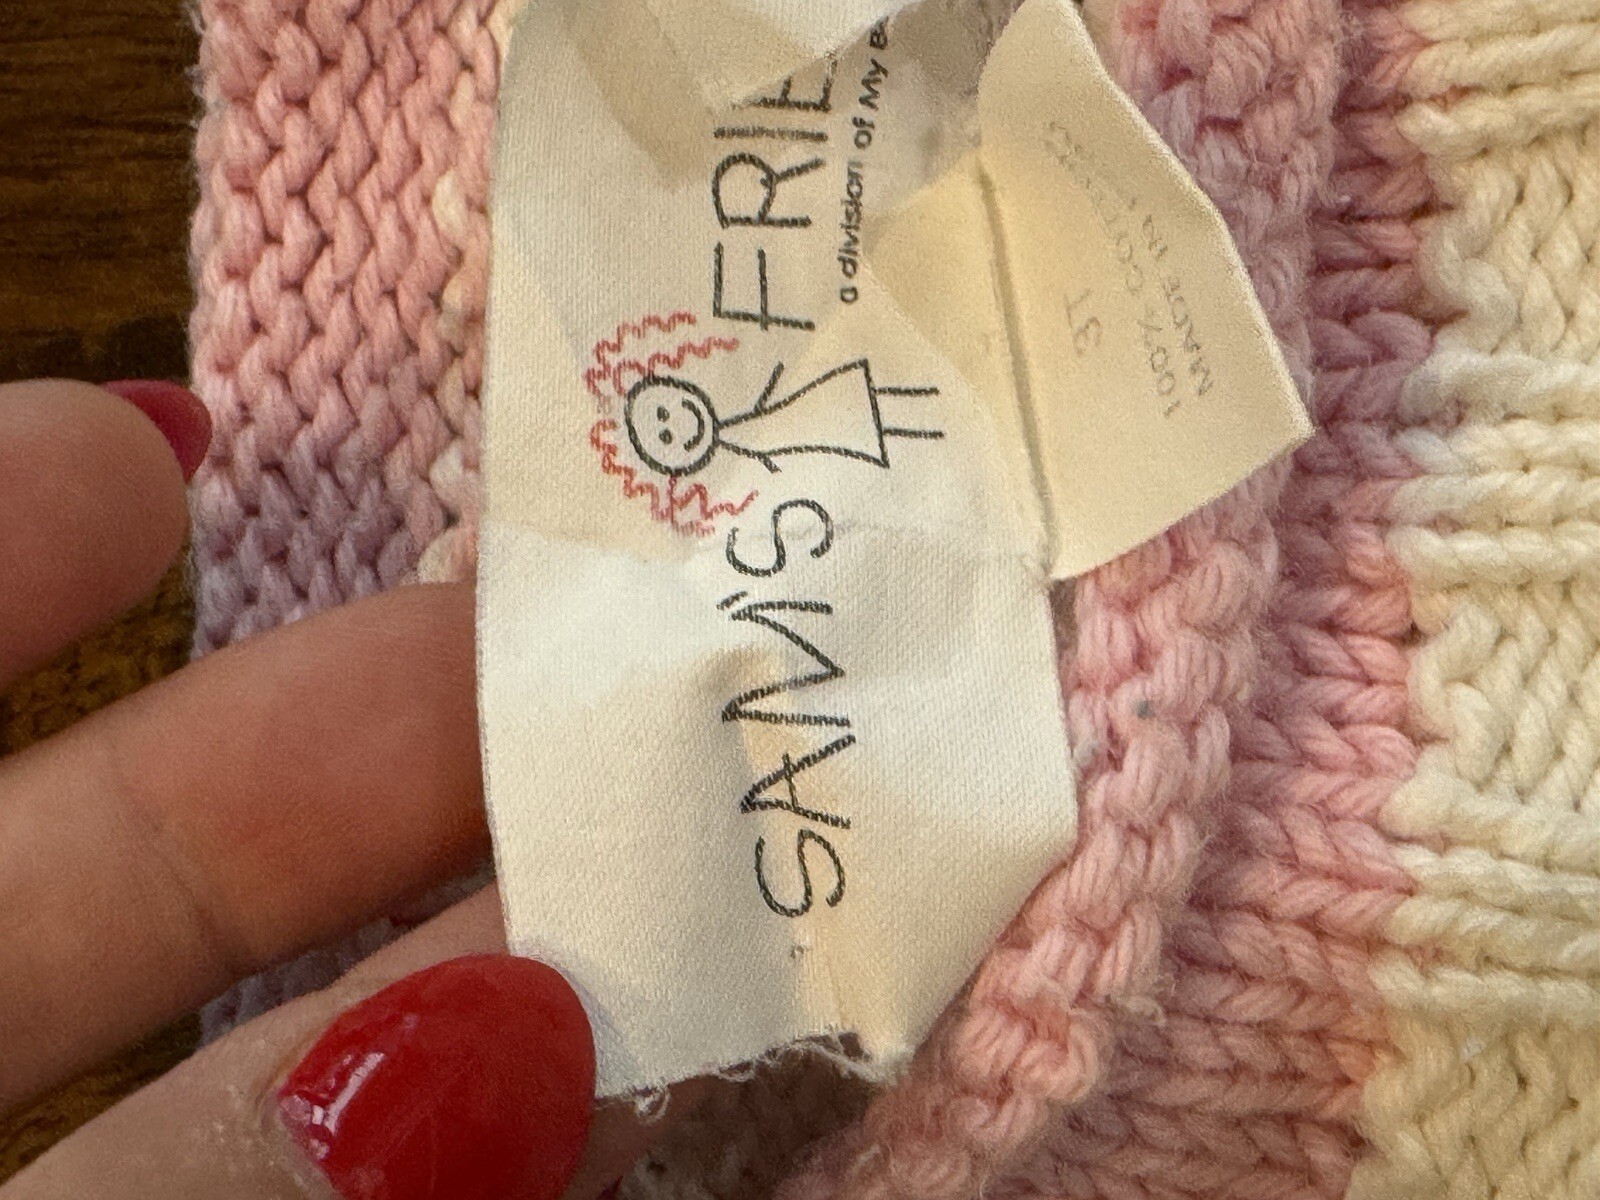 SAM'S FRIE
a division of My B
3T
100% COTTON
MADE IN